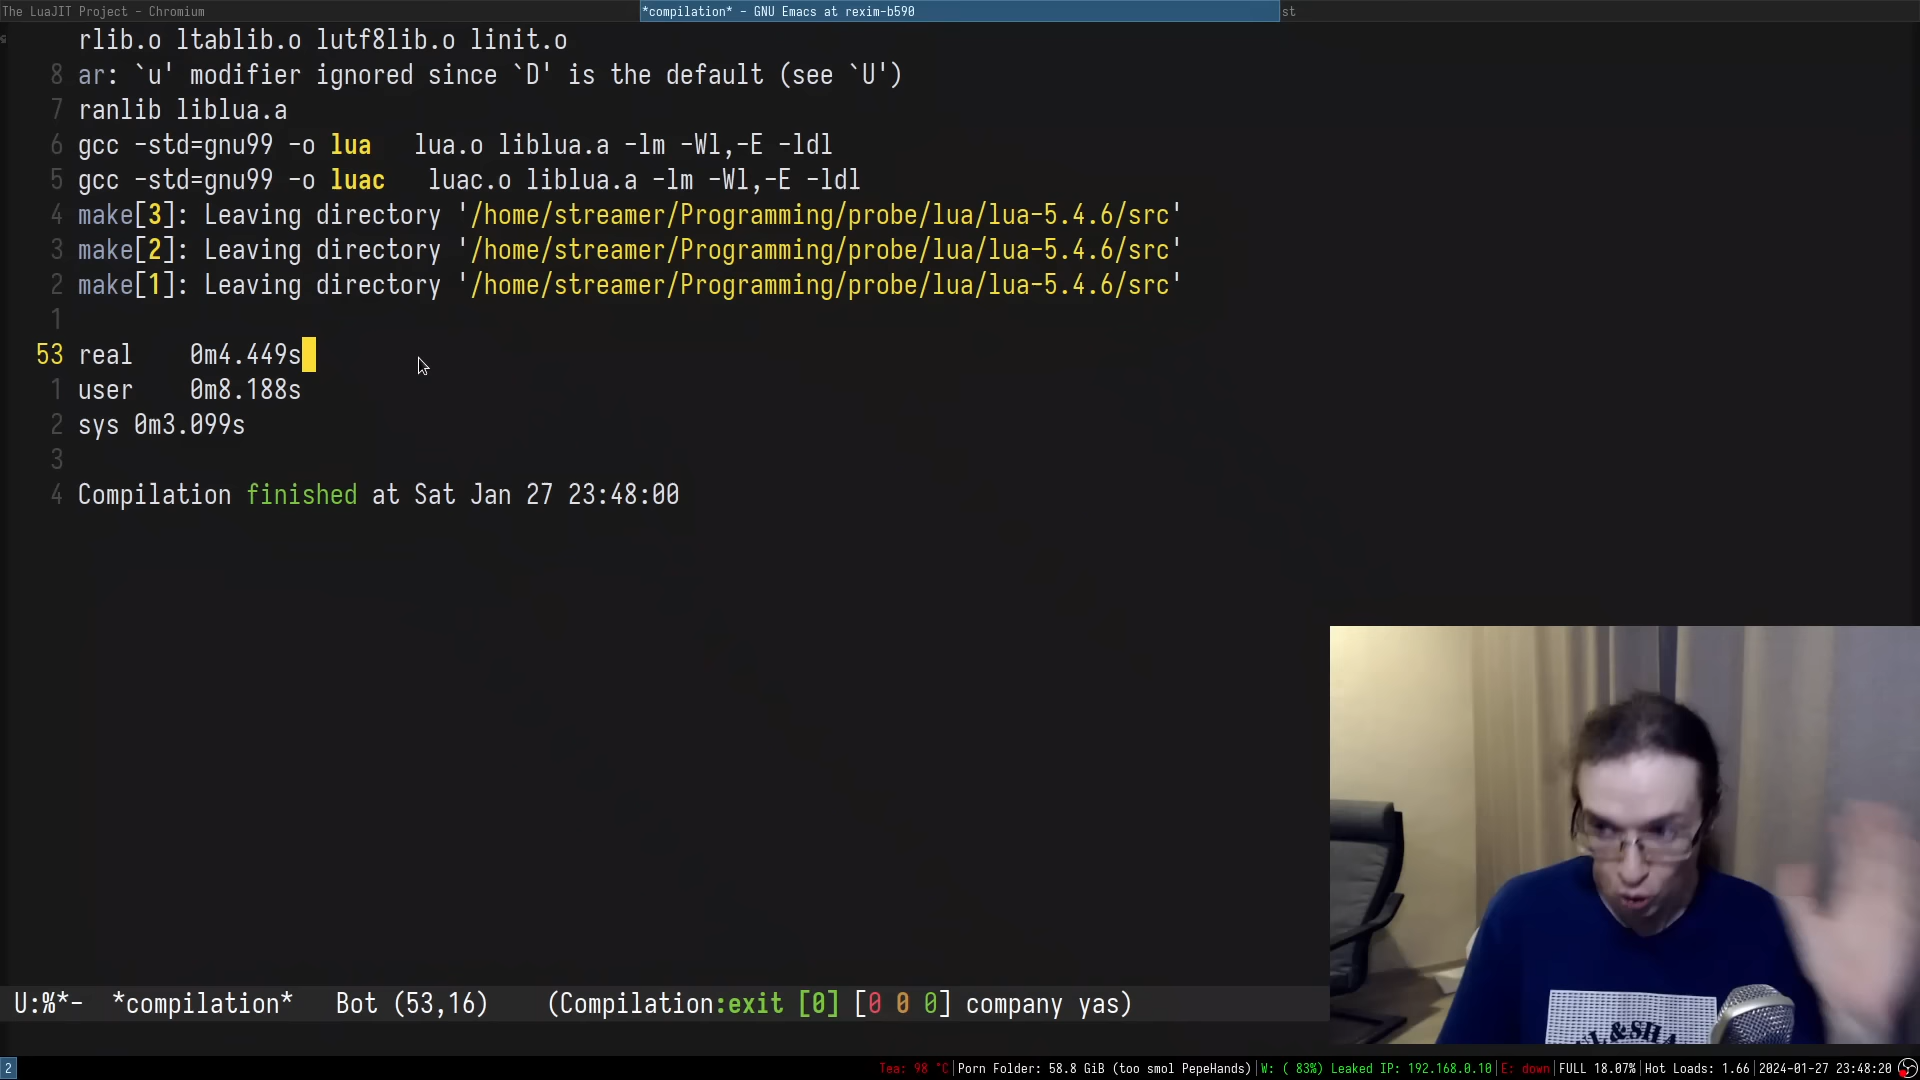 The LuaJIT Project - Chromium
*compilation* - GNU Emacs at rexim-b590
st
rlib.o ltablib.o lutf8lib.o linit.o
8 ar: `u' modifier ignored since `D' is the default (see `U')
7 ranlib liblua.a
6 gcc -std=gnu99 -o lua   lua.o liblua.a -lm -Wl,-E -ldl
5 gcc -std=gnu99 -o luac   luac.o liblua.a -lm -Wl,-E -ldl
4 make[3]: Leaving directory '/home/streamer/Programming/probe/lua/lua-5.4.6/src'
3 make[2]: Leaving directory '/home/streamer/Programming/probe/lua/lua-5.4.6/src'
2 make[1]: Leaving directory '/home/streamer/Programming/probe/lua/lua-5.4.6/src'
1
53 real    0m4.449s
1 user    0m8.188s
2 sys 0m3.099s
3
4 Compilation finished at Sat Jan 27 23:48:00
U:%*-  *compilation*   Bot (53,16)    (Compilation:exit [0] [0 0 0] company yas)
2
Tea: 98 °C|Porn Folder: 58.8 GiB (too smol PepeHands)|W: ( 83%) Leaked IP: 192.168.0.10|E: down|FULL 18.07%|Hot Loads: 1.66|2024-01-27 23:48:20